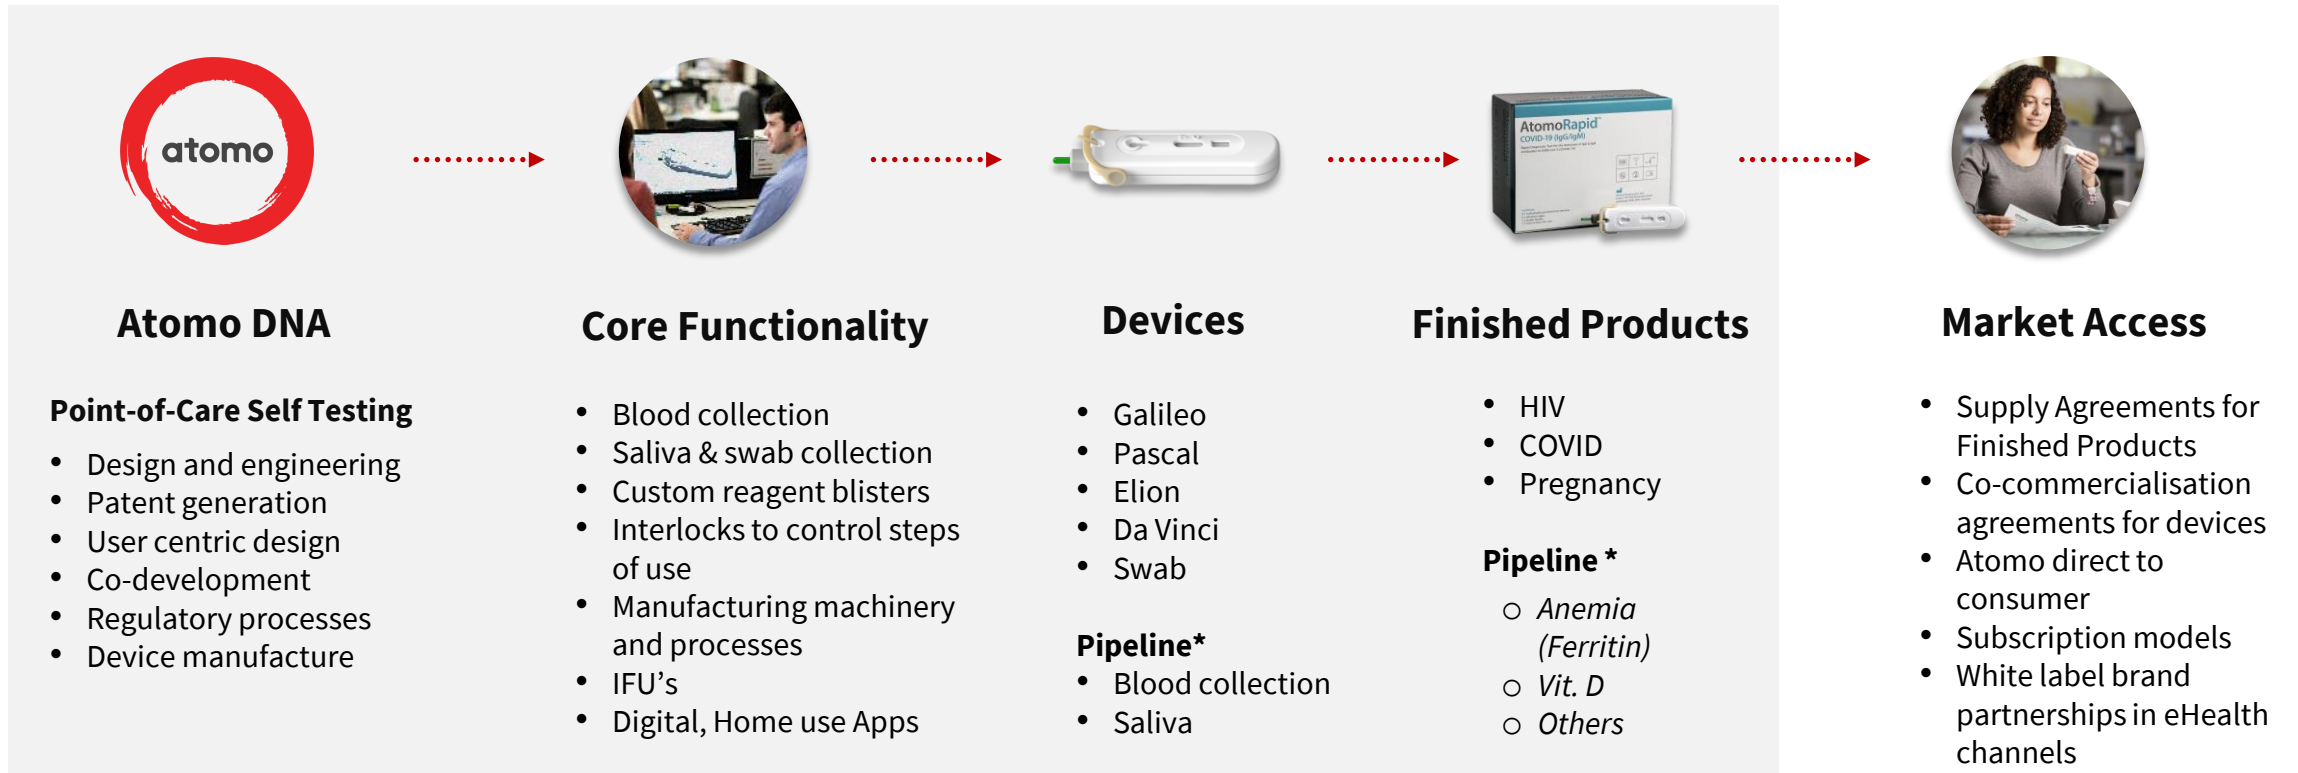 atomo
AtomoRapid™
COVID-19 (IgG/IgM)
Atomo DNA
Point-of-Care Self Testing
• Design and engineering
• Patent generation
• User centric design
• Co-development
• Regulatory processes
• Device manufacture
Core Functionality
• Blood collection
• Saliva & swab collection
• Custom reagent blisters
• Interlocks to control steps
of use
• Manufacturing machinery
and processes
• IFU’s
• Digital, Home use Apps
Devices
• Galileo
• Pascal
• Elion
• Da Vinci
• Swab
Pipeline*
• Blood collection
• Saliva
Finished Products
• HIV
• COVID
• Pregnancy
Pipeline *
o Anemia
(Ferritin)
o Vit. D
o Others
Market Access
• Supply Agreements for
Finished Products
• Co-commercialisation
agreements for devices
• Atomo direct to
consumer
• Subscription models
• White label brand
partnerships in eHealth
channels